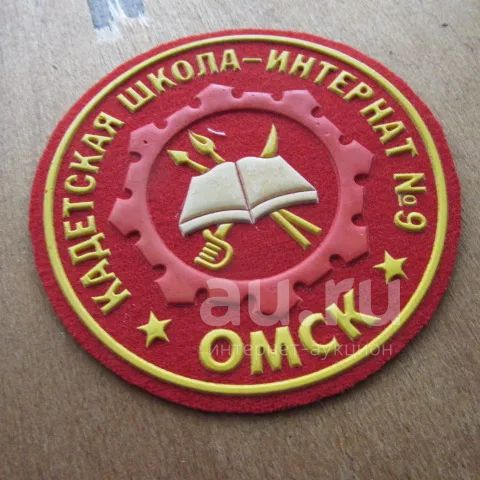 КАДЕТСКАЯ ШКОЛА-ИНТЕРНАТ №9
ОМСК
au.ru
интернет-аукцион